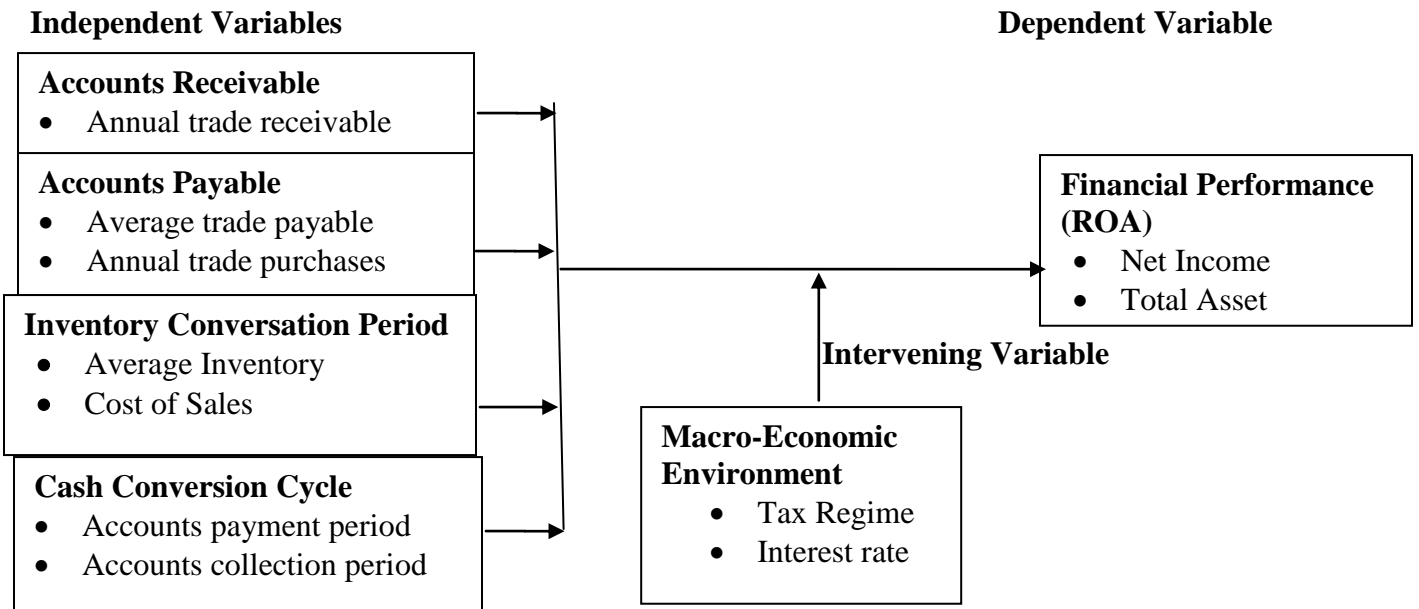 Independent Variables
Dependent Variable
Accounts Receivable
• Annual trade receivable
Accounts Payable
• Average trade payable
• Annual trade purchases
Inventory Conversation Period
• Average Inventory
• Cost of Sales
Cash Conversion Cycle
• Accounts payment period
• Accounts collection period
Financial Performance
(ROA)
• Net Income
• Total Asset
Intervening Variable
Macro-Economic
Environment
• Tax Regime
• Interest rate